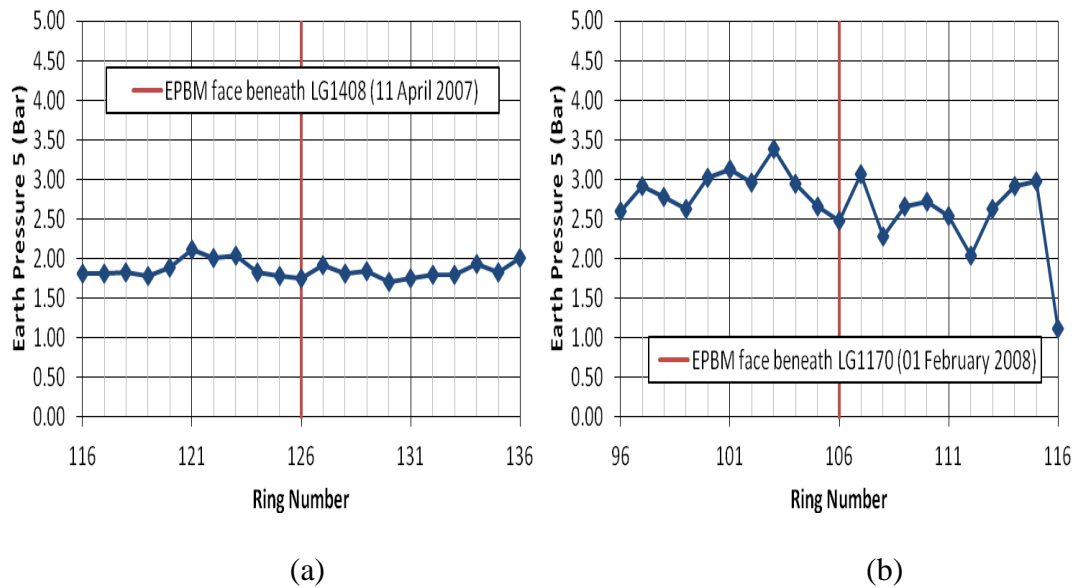 5.00
4.50
4.00
3.50
3.00
2.50
2.00
1.50
1.00
0.50
0.00
Earth Pressure 5 (Bar)
EPBM face beneath LG1408 (11 April 2007)
116 121 126 131 136
Ring Number
(a)
5.00
4.50
4.00
3.50
3.00
2.50
2.00
1.50
1.00
0.50
0.00
Earth Pressure 5 (Bar)
EPBM face beneath LG1170 (01 February 2008)
96 101 106 111 116
Ring Number
(b)